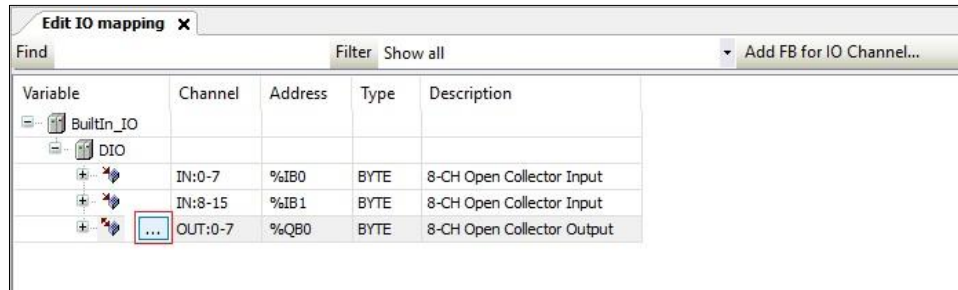 Edit IO mapping X
Find Filter Show all Add FB for IO Channel...
Variable Channel Address Type Description
BuiltIn_IO
DIO
IN:0-7 %IB0 BYTE 8-CH Open Collector Input
IN:8-15 %IB1 BYTE 8-CH Open Collector Input
... OUT:0-7 %QB0 BYTE 8-CH Open Collector Output